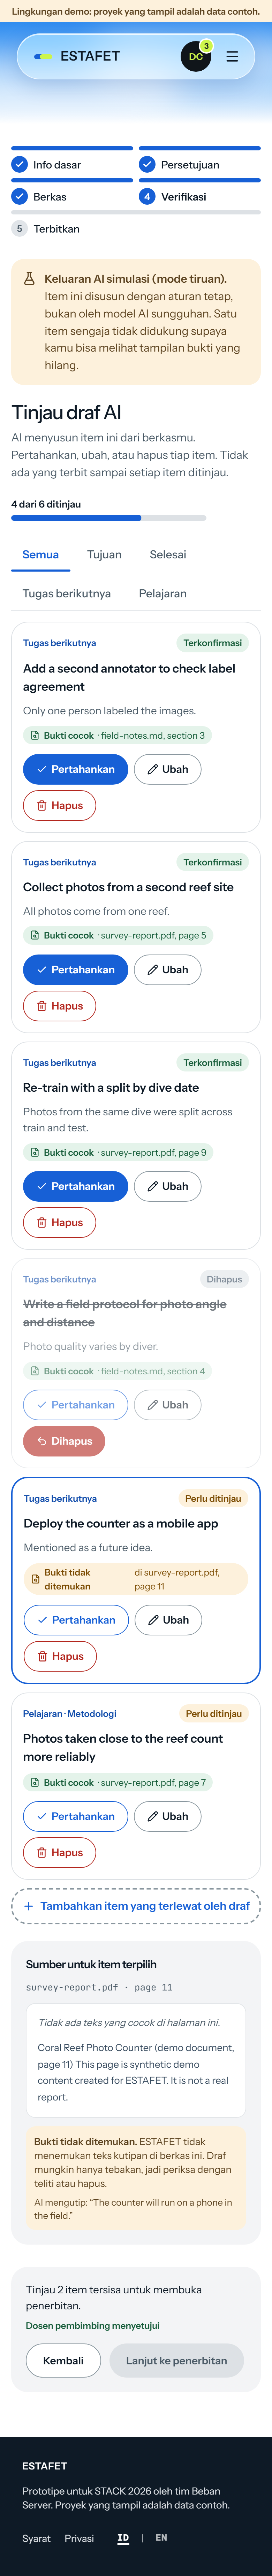 Lingkungan demo: proyek yang tampil adalah data contoh.
ESTAFET
DC
3
Info dasar
Persetujuan
Berkas
4 Verifikasi
5 Terbitkan
Keluaran AI simulasi (mode tiruan).
Item ini disusun dengan aturan tetap,
bukan oleh model AI sungguhan. Satu
item sengaja tidak didukung supaya
kamu bisa melihat tampilan bukti yang
hilang.
Tinjau draf AI
AI menyusun item ini dari berkasmu.
Pertahankan, ubah, atau hapus tiap item. Tidak
ada yang terbit sampai setiap item ditinjau.
4 dari 6 ditinjau
Semua Tujuan Selesai
Tugas berikutnya Pelajaran
Tugas berikutnya Terkonfirmasi
Add a second annotator to check label
agreement
Only one person labeled the images.
Bukti cocok · field-notes.md, section 3
Pertahankan Ubah
Hapus
Tugas berikutnya Terkonfirmasi
Collect photos from a second reef site
All photos come from one reef.
Bukti cocok · survey-report.pdf, page 5
Pertahankan Ubah
Hapus
Tugas berikutnya Terkonfirmasi
Re-train with a split by dive date
Photos from the same dive were split across
train and test.
Bukti cocok · survey-report.pdf, page 9
Pertahankan Ubah
Hapus
Tugas berikutnya Dihapus
Write a field protocol for photo angle
and distance
Photo quality varies by diver.
Bukti cocok · field-notes.md, section 4
Pertahankan Ubah
Dihapus
Tugas berikutnya Perlu ditinjau
Deploy the counter as a mobile app
Mentioned as a future idea.
Bukti tidak ditemukan di survey-report.pdf, page 11
Pertahankan Ubah
Hapus
Pelajaran · Metodologi Perlu ditinjau
Photos taken close to the reef count
more reliably
Bukti cocok · survey-report.pdf, page 7
Pertahankan Ubah
Hapus
Tambahkan item yang terlewat oleh draf
Sumber untuk item terpilih
survey-report.pdf · page 11
Tidak ada teks yang cocok di halaman ini.
Coral Reef Photo Counter (demo document,
page 11) This page is synthetic demo
content created for ESTAFET. It is not a real
report.
Bukti tidak ditemukan. ESTAFET tidak
menemukan teks kutipan di berkas ini. Draf
mungkin hanya tebakan, jadi periksa dengan
teliti atau hapus.
AI mengutip: “The counter will run on a phone in
the field.”
Tinjau 2 item tersisa untuk membuka
penerbitan.
Dosen pembimbing menyetujui
Kembali Lanjut ke penerbitan
ESTAFET
Prototipe untuk STACK 2026 oleh tim Beban
Server. Proyek yang tampil adalah data contoh.
Syarat Privasi ID | EN